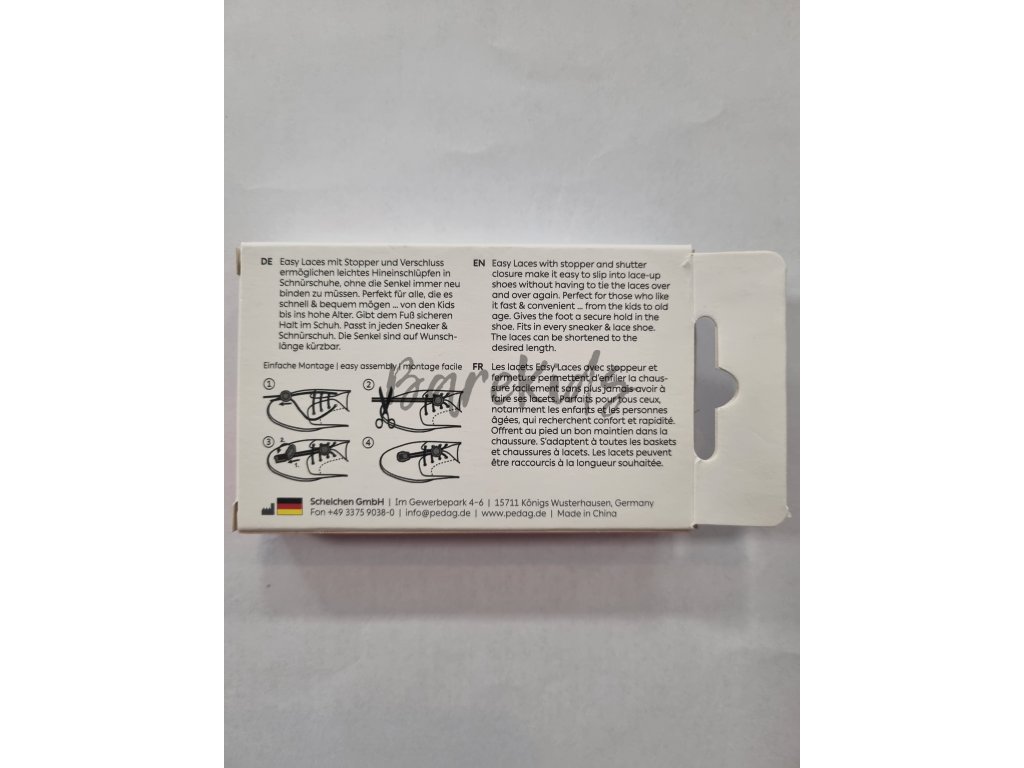 DE Easy Laces mit Stopper und Verschluss
ermöglichen leichtes Hineinschlüpfen in
Schnürschuhe, ohne die Senkel immer neu
binden zu müssen. Perfekt für alle, die es
schnell & bequem mögen ... von den Kids
bis ins hohe Alter. Gibt dem Fuß sicheren
Halt im Schuh. Passt in jeden Sneaker &
Schnürschuh. Die Senkel sind auf Wunsch-
länge kürzbar.
EN Easy Laces with stopper and shutter
closure make it easy to slip into lace-up
shoes without having to tie the laces over
and over again. Perfect for those who like
it fast & convenient ... from the kids to old
age. Gives the foot a secure hold in the
shoe. Fits in every sneaker & lace shoe.
The laces can be shortened to the
desired length.
Einfache Montage | easy assembly | montage facile
1
2
3
2.
1.
4
FR Les lacets Easy Laces avec stoppeur et
fermeture permettent d'enfiler la chaus-
sure facilement sans plus jamais avoir à
faire ses lacets. Parfaits pour tous ceux,
notamment les enfants et les personnes
âgées, qui recherchent confort et rapidité.
Offrent au pied un bon maintien dans la
chaussure. S'adaptent à toutes les baskets
et chaussures à lacets. Les lacets peuvent
être raccourcis à la longueur souhaitée.
BareKids
Scheichen GmbH | Im Gewerbepark 4-6 | 15711 Königs Wusterhausen, Germany
Fon +49 3375 9038-0 | info@pedag.de | www.pedag.de | Made in China